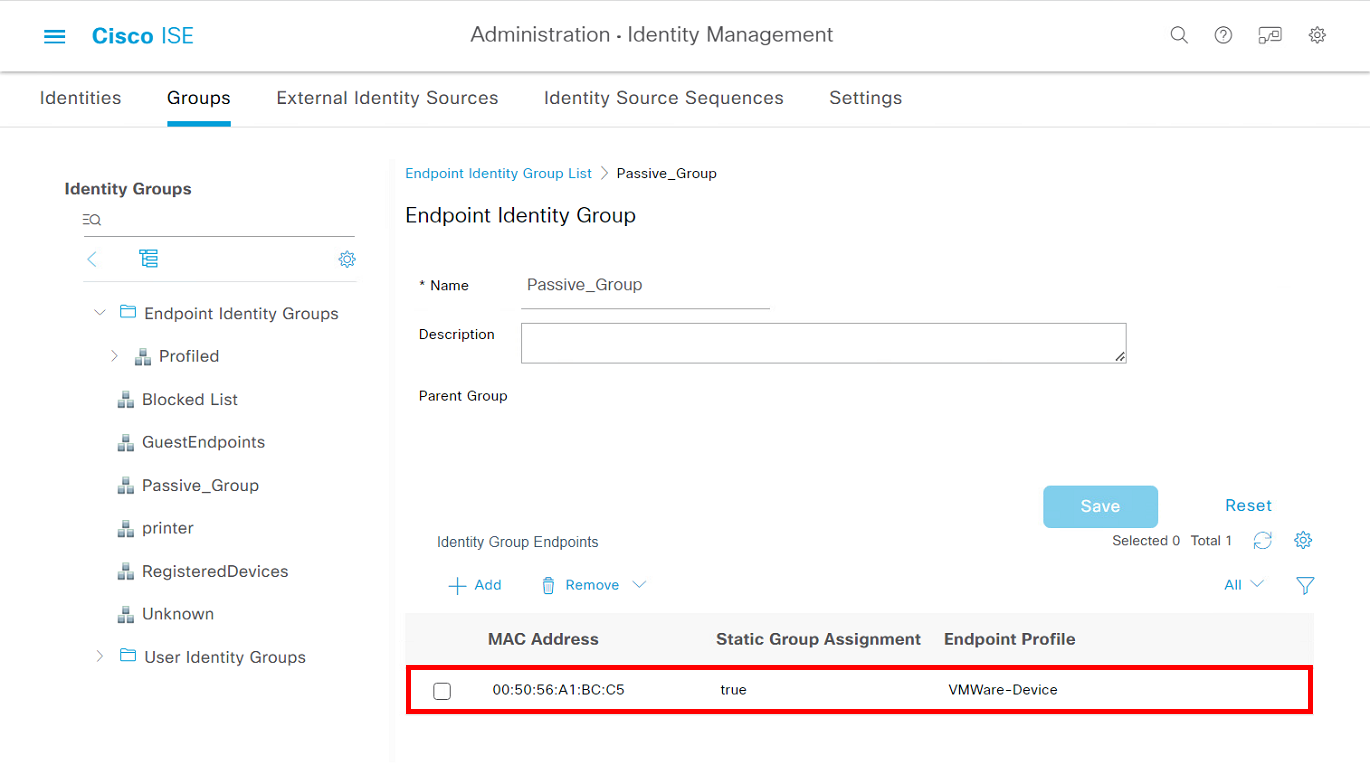 Cisco ISE
Administration · Identity Management
Identities
Groups
External Identity Sources
Identity Source Sequences
Settings
Identity Groups
Endpoint Identity Groups
Profiled
Blocked List
GuestEndpoints
Passive_Group
printer
RegisteredDevices
Unknown
User Identity Groups
Endpoint Identity Group List > Passive_Group
Endpoint Identity Group
* Name Passive_Group
Description
Parent Group
Save Reset
Identity Group Endpoints Selected 0 Total 1
Add Remove All
MAC Address Static Group Assignment Endpoint Profile
00:50:56:A1:BC:C5 true VMWare-Device